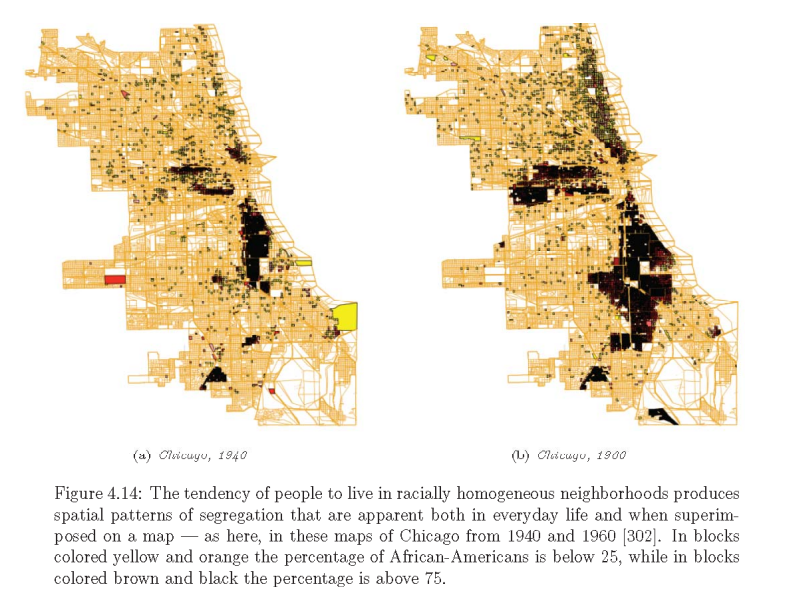 (a) Chicago, 1940
(b) Chicago, 1960
Figure 4.14: The tendency of people to live in racially homogeneous neighborhoods produces
spatial patterns of segregation that are apparent both in everyday life and when superim-
posed on a map — as here, in these maps of Chicago from 1940 and 1960 [302]. In blocks
colored yellow and orange the percentage of African-Americans is below 25, while in blocks
colored brown and black the percentage is above 75.